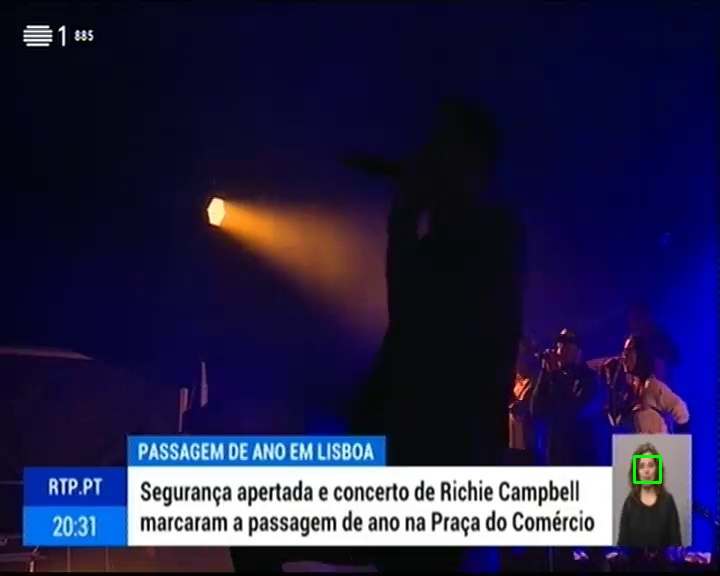 1 885
PASSAGEM DE ANO EM LISBOA
RTP.PT
Segurança apertada e concerto de Richie Campbell
20:31
marcaram a passagem de ano na Praça do Comércio